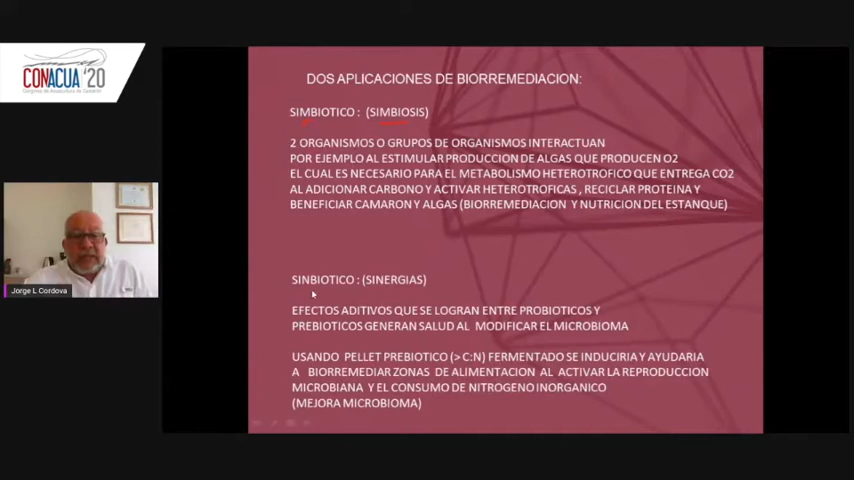 CONACUA '20
DOS APLICACIONES DE BIORREMEDIACION:
SIMBIOTICO : (SIMBIOSIS)
2 ORGANISMOS O GRUPOS DE ORGANISMOS INTERACTUAN
POR EJEMPLO AL ESTIMULAR PRODUCCION DE ALGAS QUE PRODUCEN O2
EL CUAL ES NECESARIO PARA EL METABOLISMO HETEROTROFICO QUE ENTREGA CO2
AL ADICIONAR CARBONO Y ACTIVAR HETEROTROFICAS , RECICLAR PROTEINA Y
BENEFICIAR CAMARON Y ALGAS (BIORREMEDIACION Y NUTRICION DEL ESTANQUE)
SINBIOTICO : (SINERGIAS)
EFECTOS ADITIVOS QUE SE LOGRAN ENTRE PROBIOTICOS Y
PREBIOTICOS GENERAN SALUD AL MODIFICAR EL MICROBIOMA
USANDO PELLET PREBIOTICO (> C:N) FERMENTADO SE INDUCIRIA Y AYUDARIA
A BIORREMEDIAR ZONAS DE ALIMENTACION AL ACTIVAR LA REPRODUCCION
MICROBIANA Y EL CONSUMO DE NITROGENO INORGANICO
(MEJORA MICROBIOMA)
Jorge L Cordova